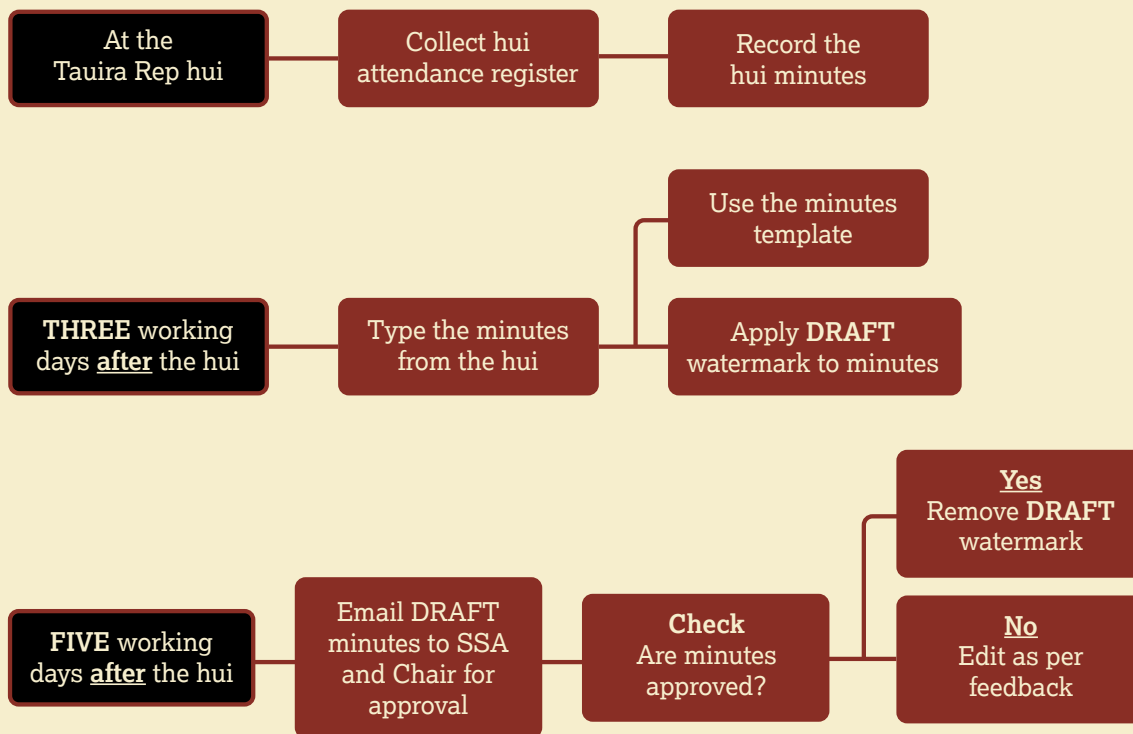 At the
Tauira Rep hui
Collect hui
attendance register
Record the
hui minutes
Use the minutes
template
THREE working
days after the hui
Type the minutes
from the hui
Apply DRAFT
watermark to minutes
Yes
Remove DRAFT
watermark
FIVE working
days after the hui
Email DRAFT
minutes to SSA
and Chair for
approval
Check
Are minutes
approved?
No
Edit as per
feedback